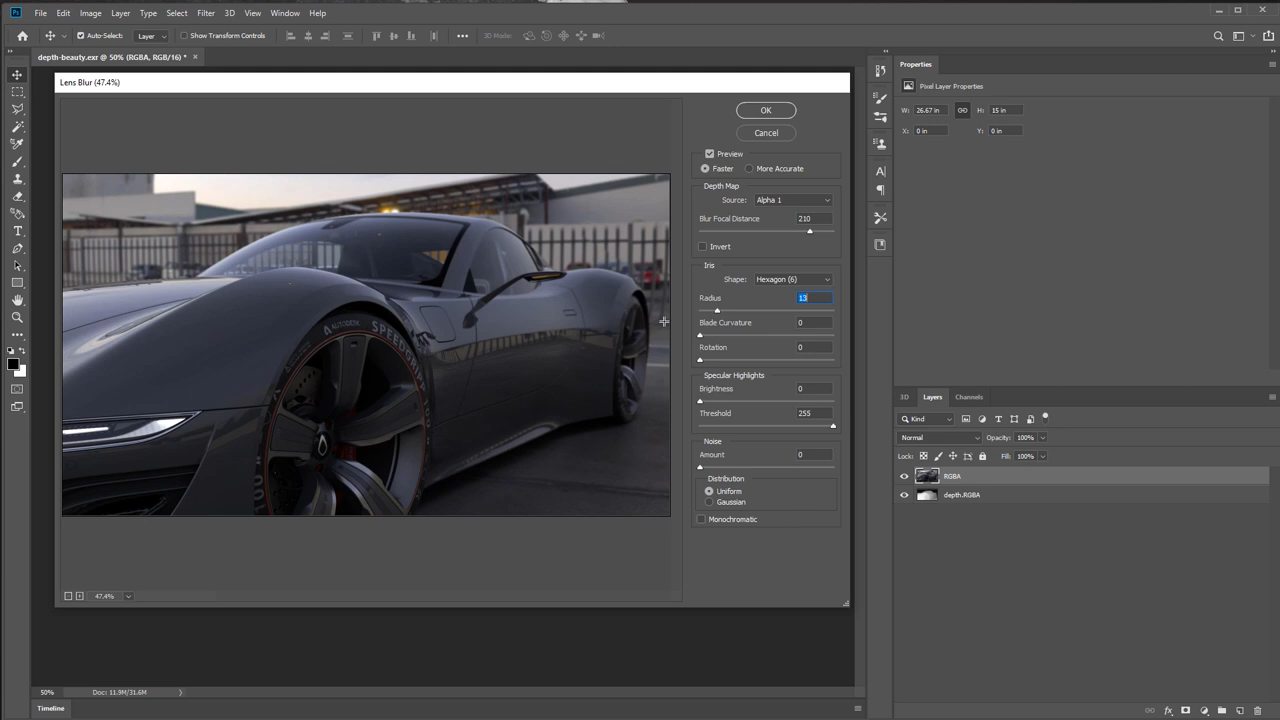 Ps File Edit Image Layer Type Select Filter 3D View Window Help
Auto-Select: Layer Show Transform Controls 3D Mode:
depth-beauty.exr @ 50% (RGBA, RGB/16) * ×
Lens Blur (47.4%)
OK
Cancel
Preview
Faster More Accurate
Depth Map
Source: Alpha 1
Blur Focal Distance 210
Invert
Iris
Shape: Hexagon (6)
Radius 13
Blade Curvature 0
Rotation 0
Specular Highlights
Brightness 0
Threshold 255
Noise
Amount 0
Distribution
Uniform
Gaussian
Monochromatic
AUTODESK. SPEEDGRIPP
47.4%
50% Doc: 11.9M/31.6M
Timeline
Properties
Pixel Layer Properties
W: 26.67 in H: 15 in
X: 0 in Y: 0 in
3D Layers Channels
Kind
Normal Opacity: 100%
Lock: Fill: 100%
RGBA
depth.RGBA